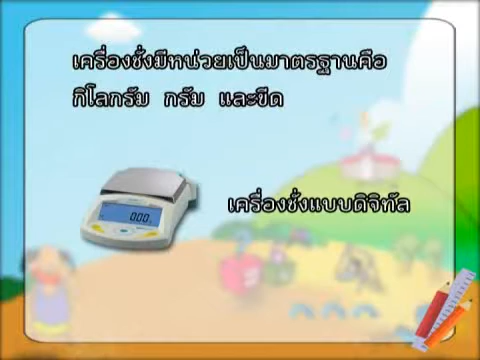 เครื่องชั่งมีหน่วยเป็นมาตรฐานคือ
กิโลกรัม กรัม และขีด
0.00
เครื่องชั่งแบบดิจิทัล